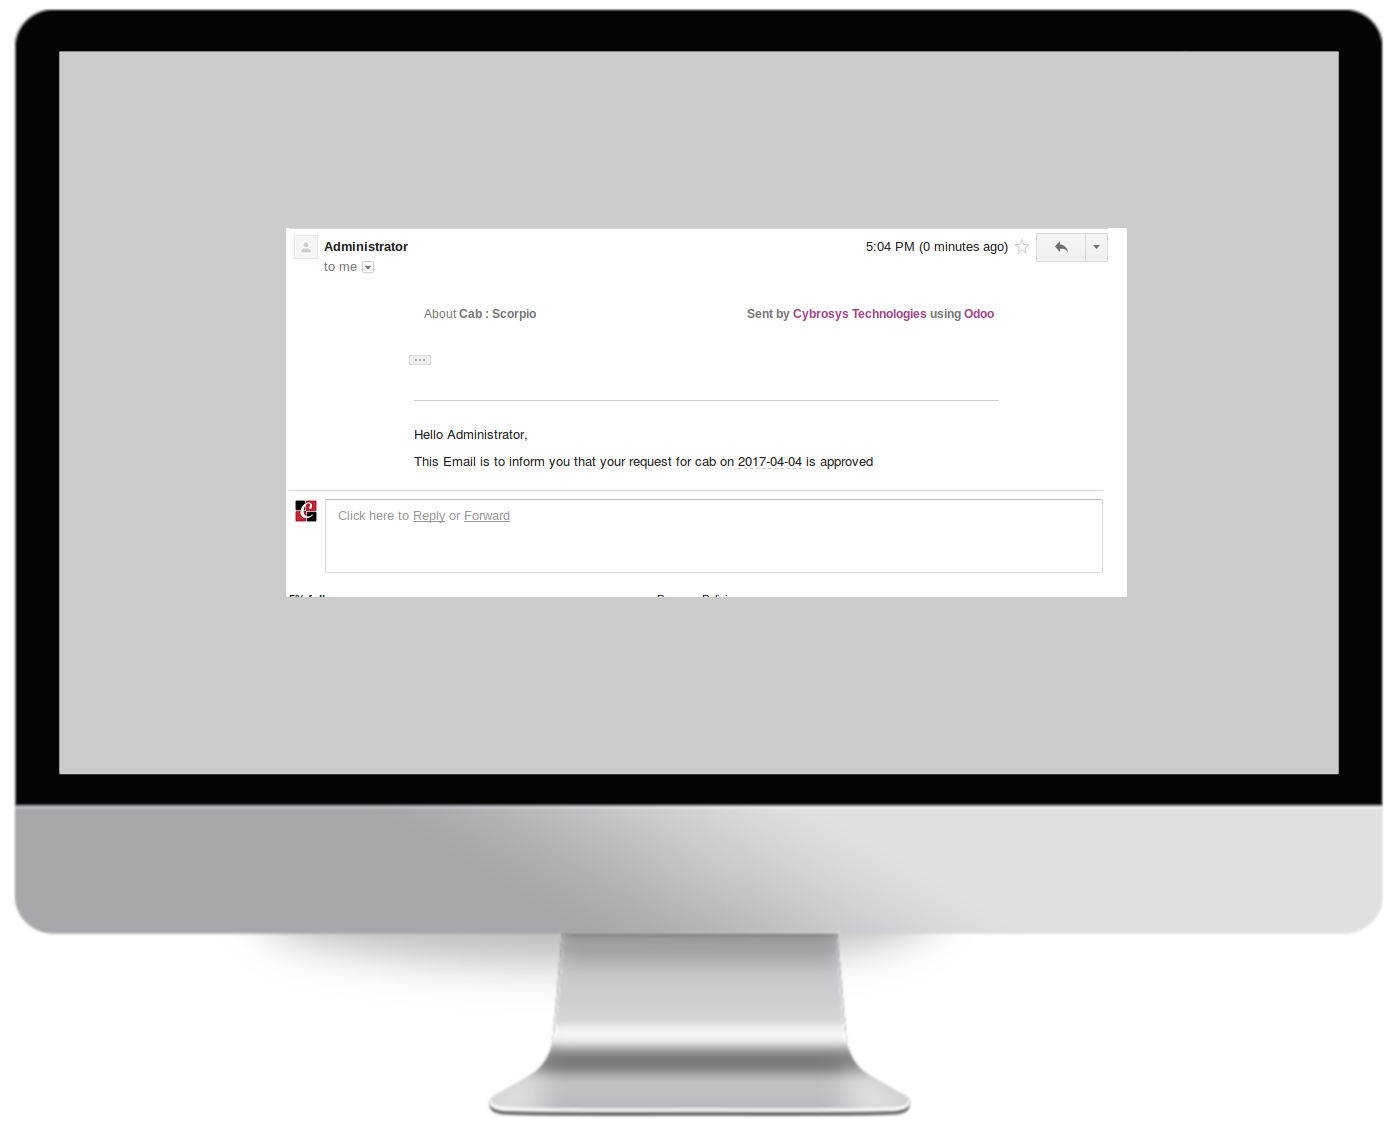 Administrator
5:04 PM (0 minutes ago)
to me
About Cab : Scorpio
Sent by Cybrosys Technologies using Odoo
Hello Administrator,
This Email is to inform you that your request for cab on 2017-04-04 is approved
Click here to Reply or Forward